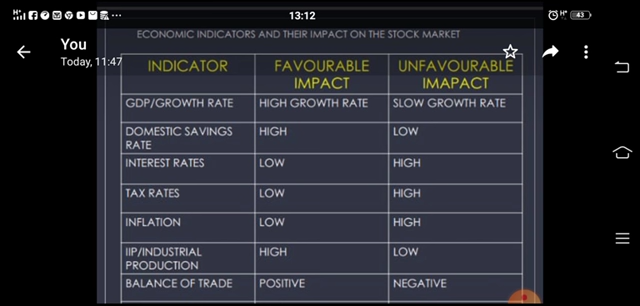 13:12
43
You
Today, 11:47
ECONOMIC INDICATORS AND THEIR IMPACT ON THE STOCK MARKET
INDICATOR FAVOURABLE IMPACT UNFAVOURABLE IMAPACT
GDP/GROWTH RATE HIGH GROWTH RATE SLOW GROWTH RATE
DOMESTIC SAVINGS RATE HIGH LOW
INTEREST RATES LOW HIGH
TAX RATES LOW HIGH
INFLATION LOW HIGH
IIP/INDUSTRIAL PRODUCTION HIGH LOW
BALANCE OF TRADE POSITIVE NEGATIVE